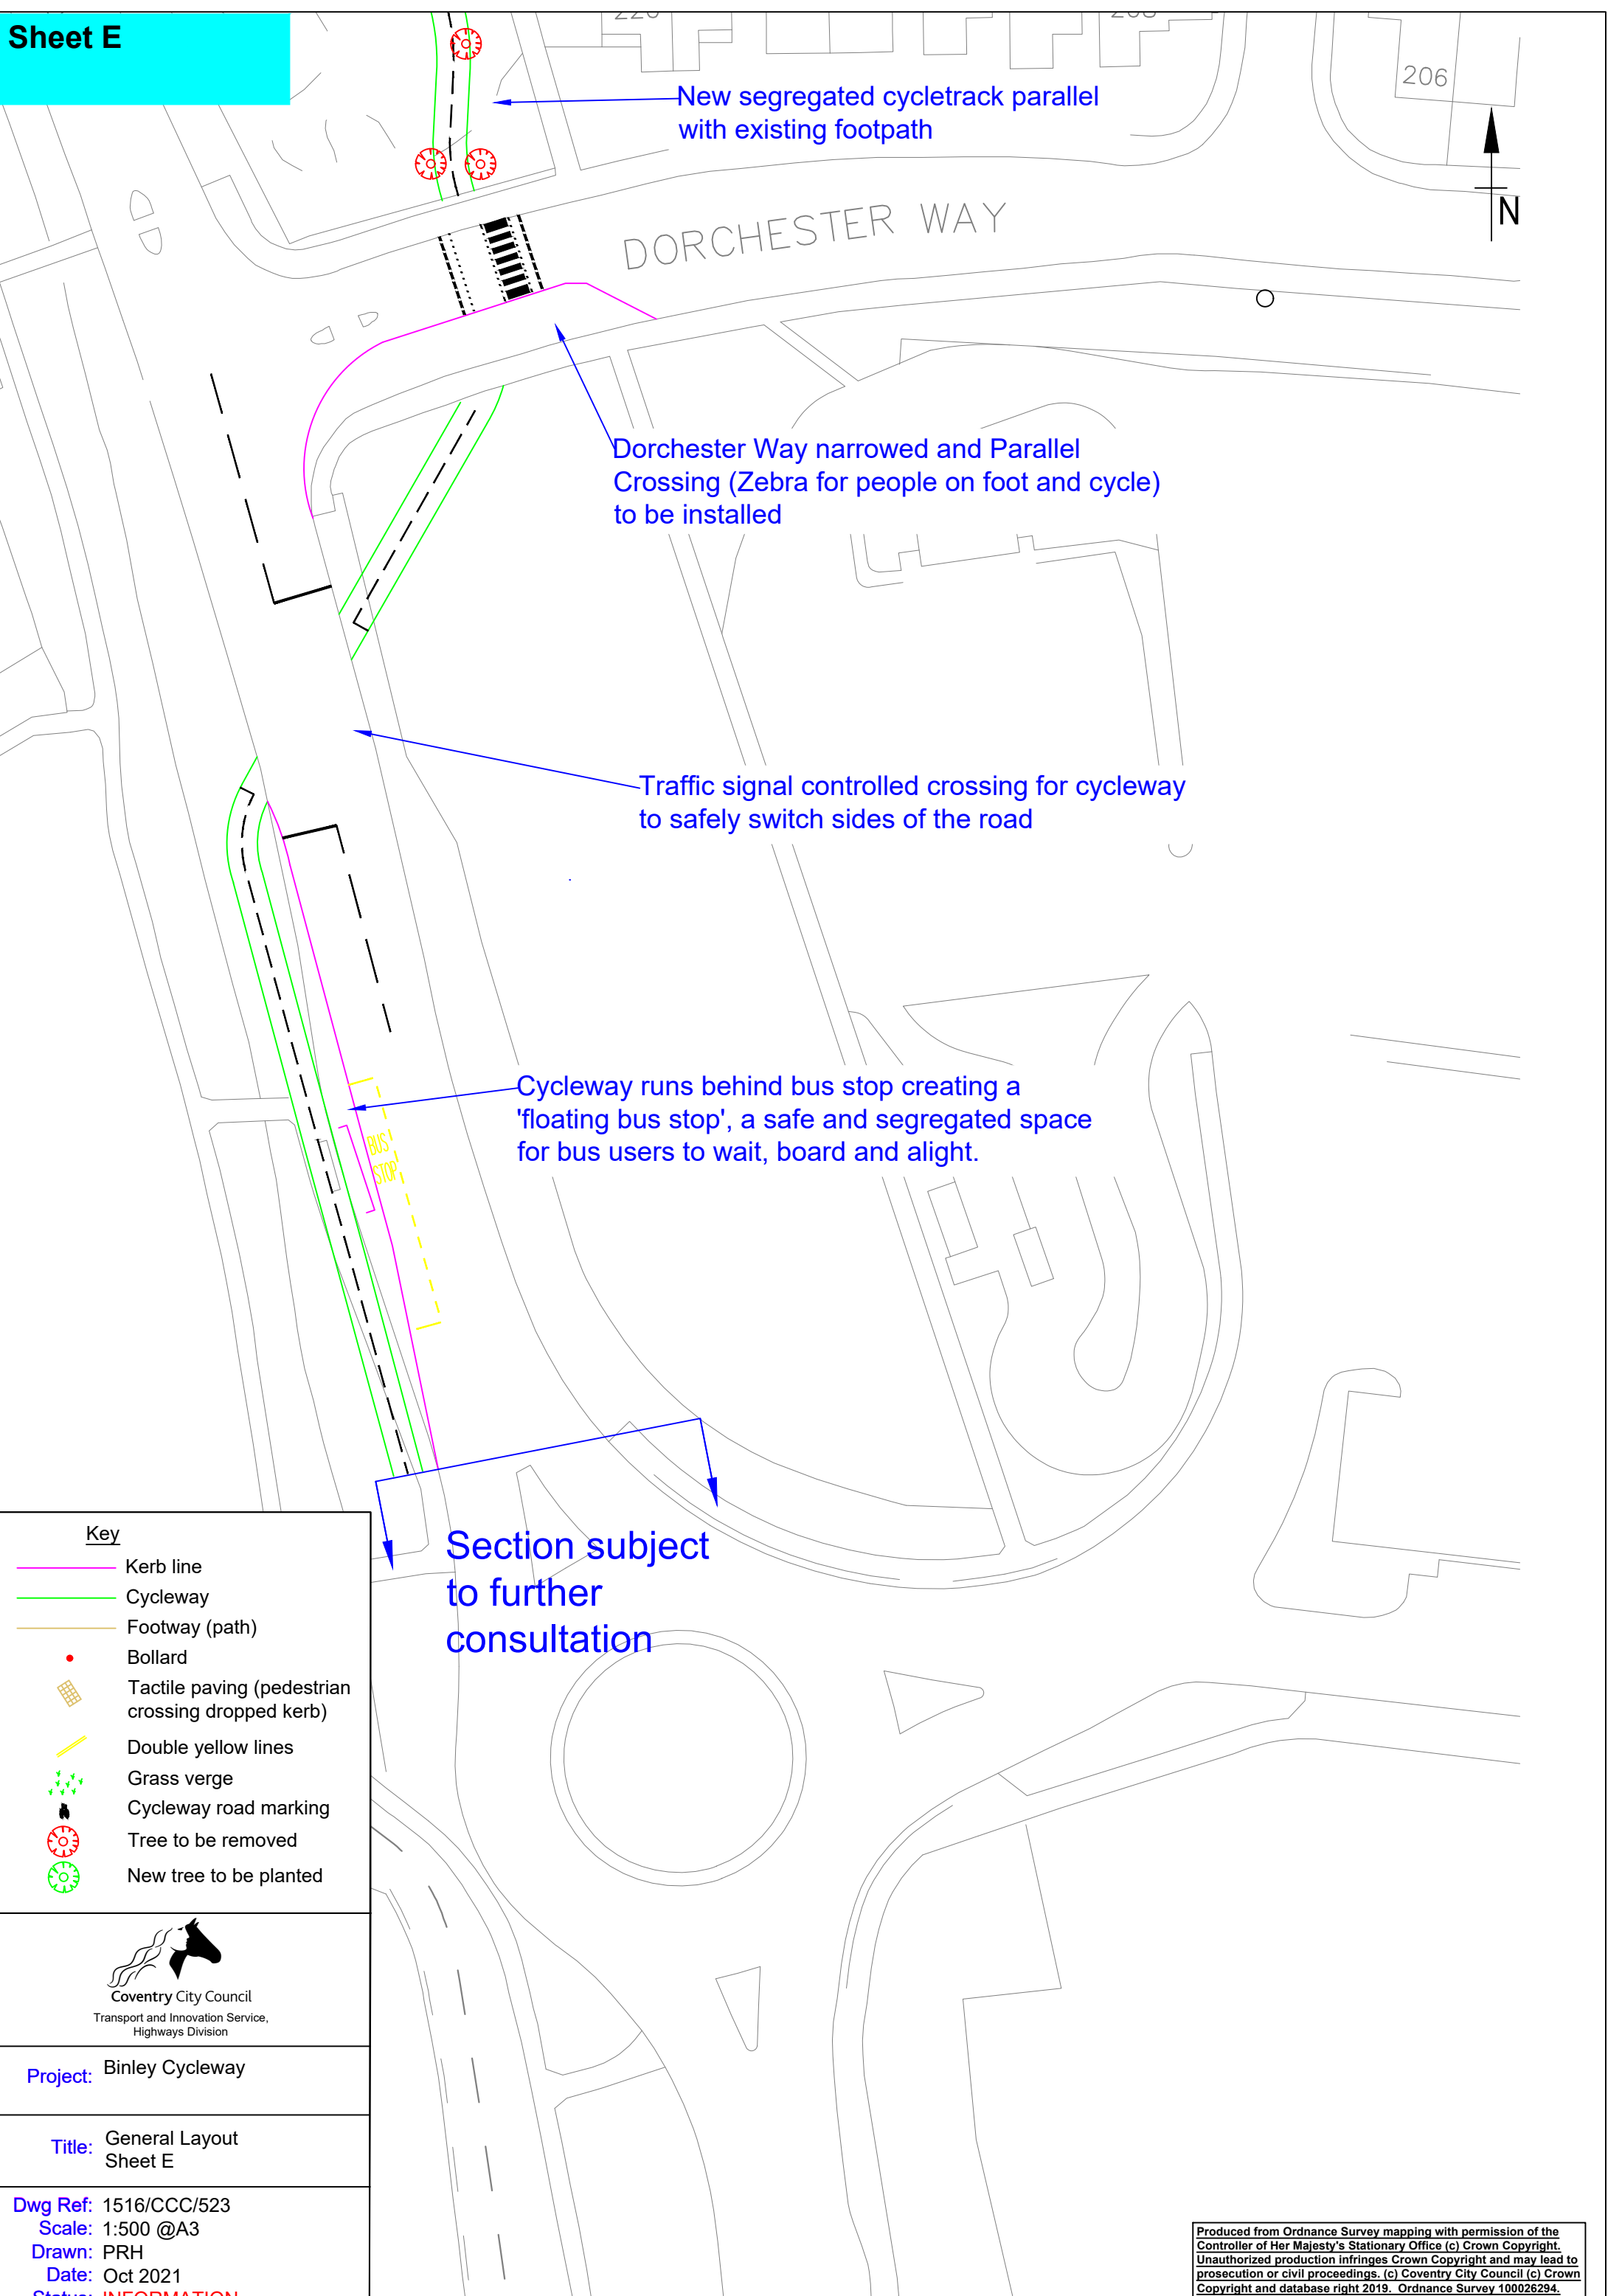 Sheet E
206
New segregated cycletrack parallel
with existing footpath
N
DORCHESTER WAY
Dorchester Way narrowed and Parallel
Crossing (Zebra for people on foot and cycle)
to be installed
Traffic signal controlled crossing for cycleway
to safely switch sides of the road
Cycleway runs behind bus stop creating a
'floating bus stop', a safe and segregated space
for bus users to wait, board and alight.
BUS
STOP
Section subject
to further
consultation
Key
Kerb line
Cycleway
Footway (path)
Bollard
Tactile paving (pedestrian
crossing dropped kerb)
Double yellow lines
Grass verge
Cycleway road marking
Tree to be removed
New tree to be planted
Coventry City Council
Transport and Innovation Service,
Highways Division
Project: Binley Cycleway
Title: General Layout
Sheet E
Dwg Ref: 1516/CCC/523
Scale: 1:500 @A3
Drawn: PRH
Date: Oct 2021
Status: INFORMATION
Produced from Ordnance Survey mapping with permission of the
Controller of Her Majesty's Stationary Office (c) Crown Copyright.
Unauthorized production infringes Crown Copyright and may lead to
prosecution or civil proceedings. (c) Coventry City Council (c) Crown
Copyright and database right 2019. Ordnance Survey 100026294.